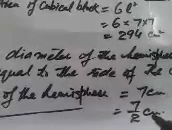 Area of Cubical block = 6l²
= 6 × 7 × 7
= 294 cm²
diameter of the hemisphere
equal to the side of the
of the hemisphere = 7cm
= 7/2 cm.